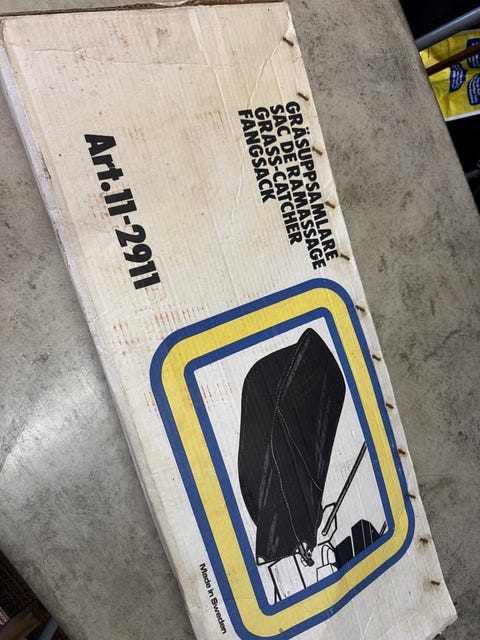 GRÄSUPPSAMLARE
SAC DE RAMASSAGE
GRASS-CATCHER
FANGSACK
Art.11-2911
Made in Sweden